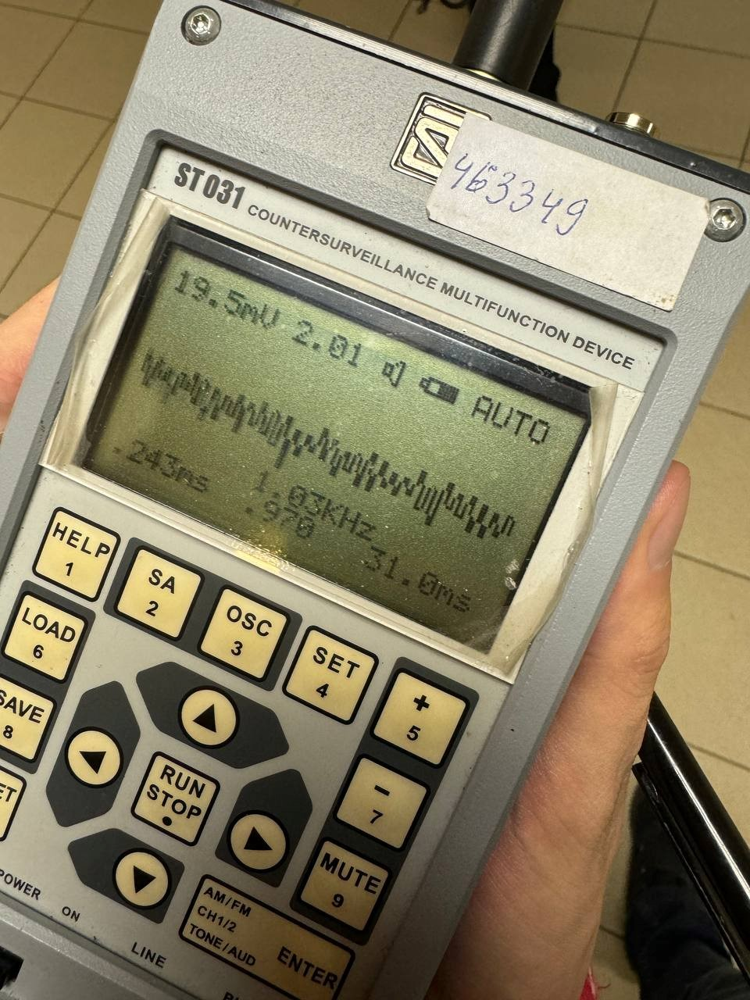 463349
ST 031 COUNTERSURVEILLANCE MULTIFUNCTION DEVICE
19.5mV 2.01 AUTO
.243ms 1.03KHz
.970 31.0ms
HELP
1
SA
2
OSC
3
SET
4
+
5
LOAD
6
-
7
SAVE
8
MUTE
9
RUN
STOP
POWER
ON
LINE
AM/FM
CH1/2
TONE/AUD
ENTER